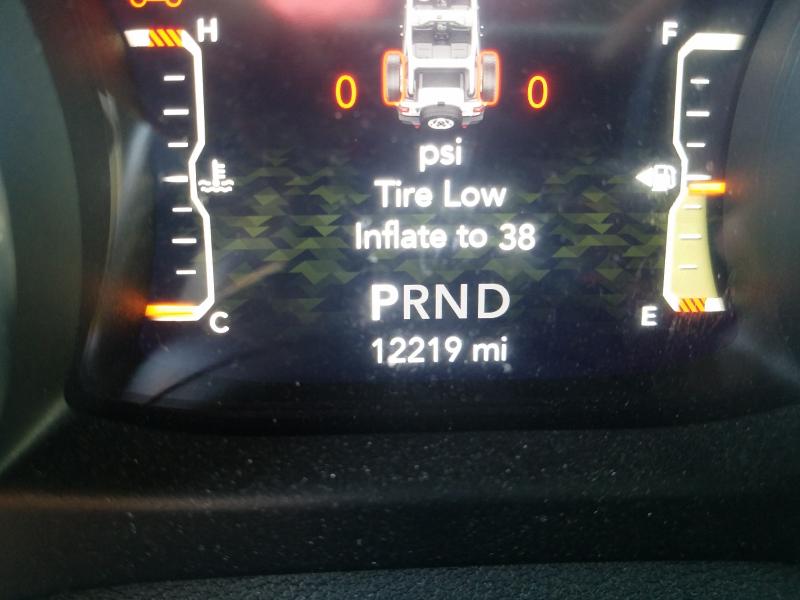 H F
0 0
psi
Tire Low
Inflate to 38
PRND
C E
12219 mi